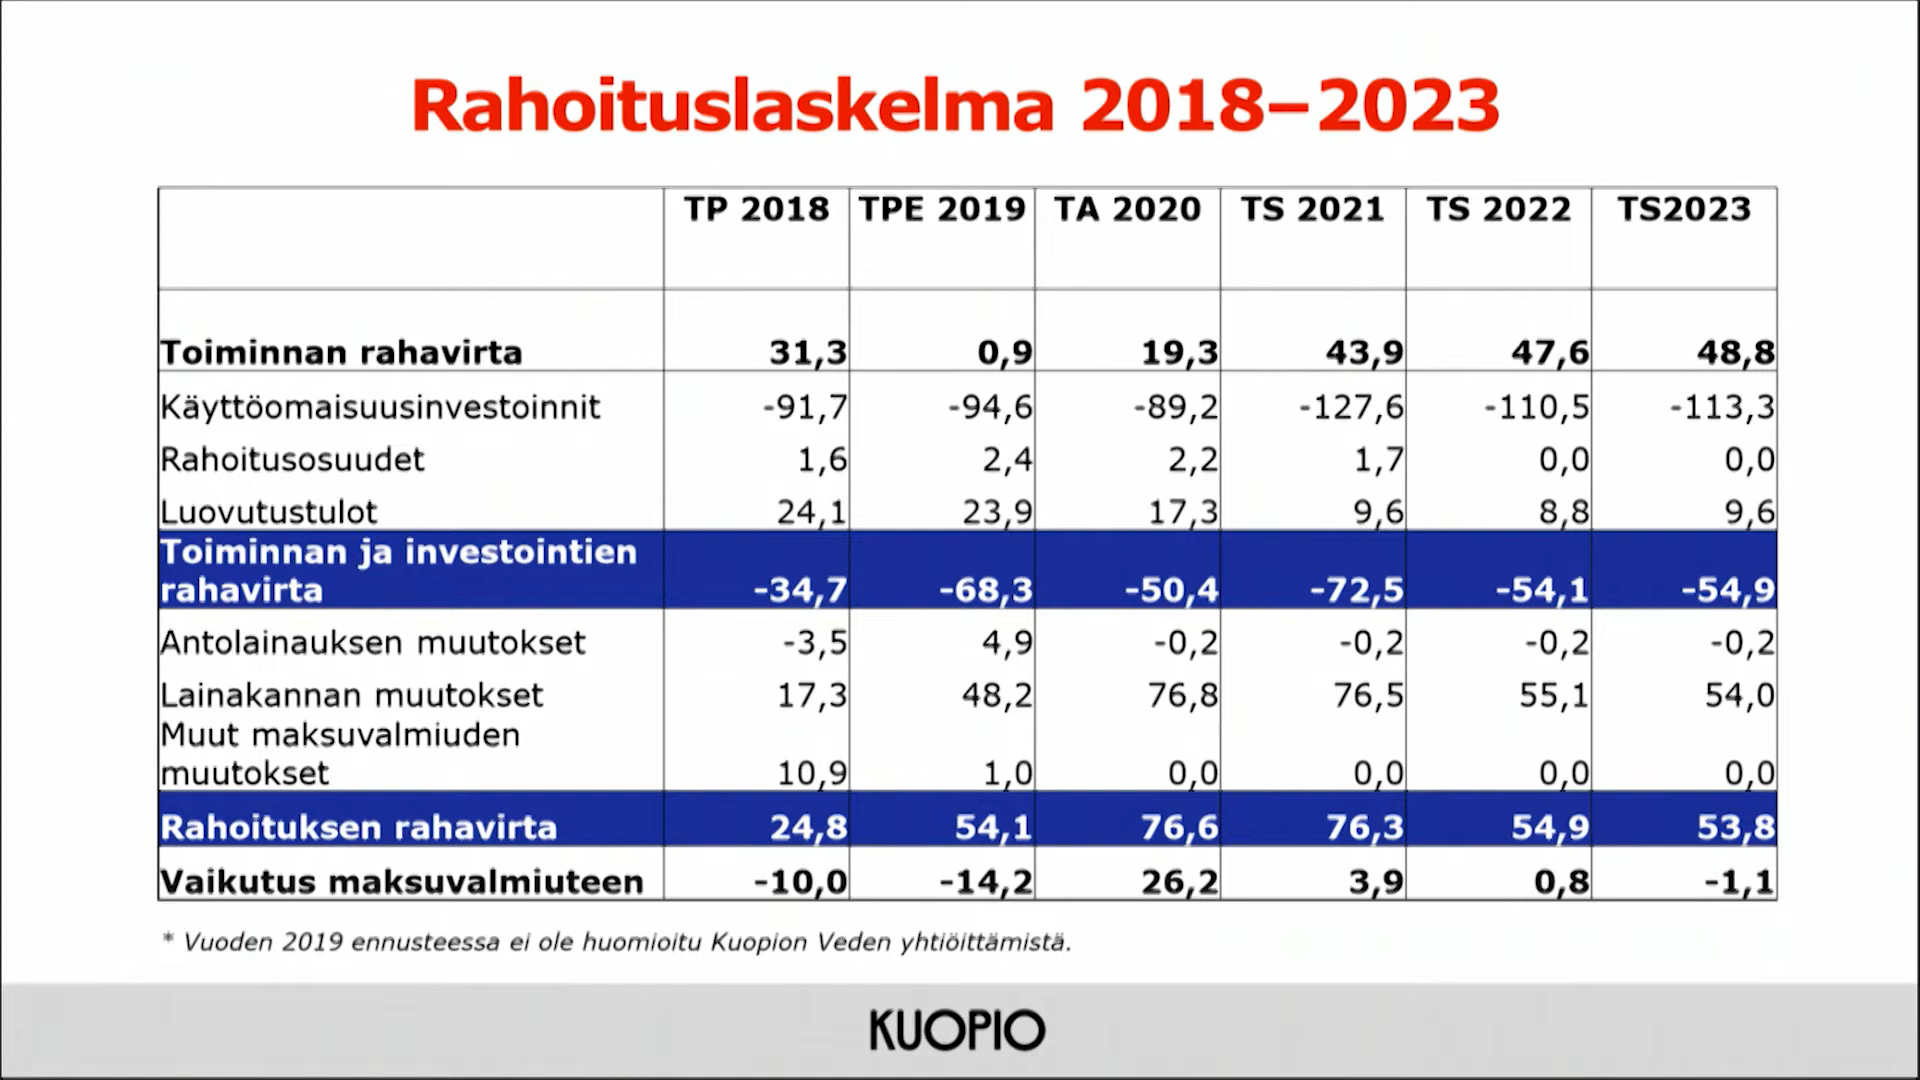 Rahoituslaskelma 2018–2023
TP 2018 TPE 2019 TA 2020 TS 2021 TS 2022 TS2023
Toiminnan rahavirta 31,3 0,9 19,3 43,9 47,6 48,8
Käyttöomaisuusinvestoinnit -91,7 -94,6 -89,2 -127,6 -110,5 -113,3
Rahoitusosuudet 1,6 2,4 2,2 1,7 0,0 0,0
Luovutustulot 24,1 23,9 17,3 9,6 8,8 9,6
Toiminnan ja investointien
rahavirta -34,7 -68,3 -50,4 -72,5 -54,1 -54,9
Antolainauksen muutokset -3,5 4,9 -0,2 -0,2 -0,2 -0,2
Lainakannan muutokset 17,3 48,2 76,8 76,5 55,1 54,0
Muut maksuvalmiuden
muutokset 10,9 1,0 0,0 0,0 0,0 0,0
Rahoituksen rahavirta 24,8 54,1 76,6 76,3 54,9 53,8
Vaikutus maksuvalmiuteen -10,0 -14,2 26,2 3,9 0,8 -1,1
* Vuoden 2019 ennusteessa ei ole huomioitu Kuopion Veden yhtiöittämistä.
KUOPIO